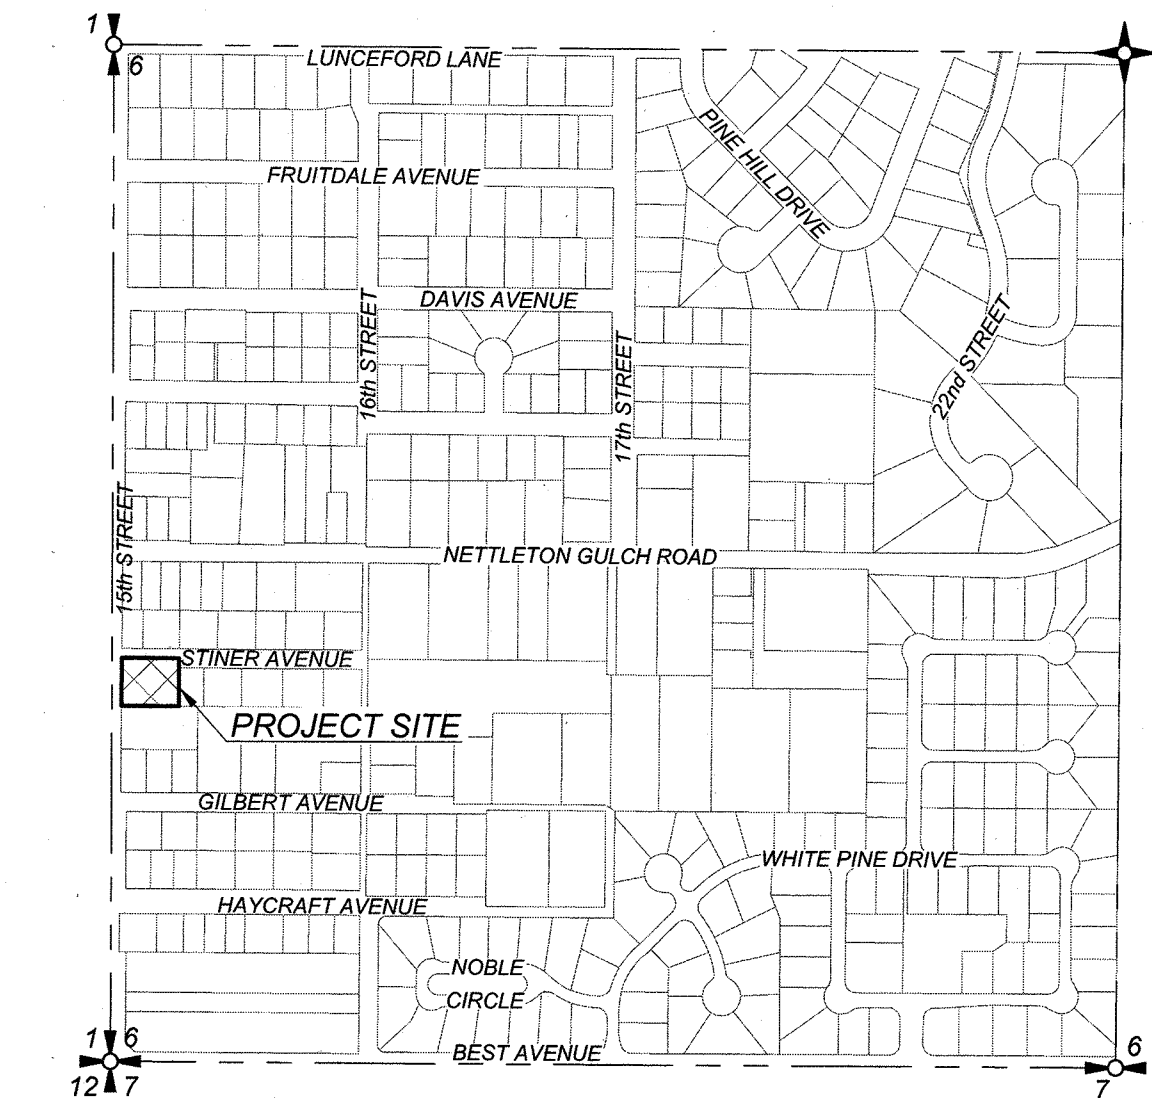 1
6
LUNCEFORD LANE
PINE HILL DRIVE
FRUITDALE AVENUE
DAVIS AVENUE
16th STREET
17th STREET
22nd STREET
15th STREET
NETTLETON GULCH ROAD
STINER AVENUE
PROJECT SITE
GILBERT AVENUE
WHITE PINE DRIVE
HAYCRAFT AVENUE
NOBLE
CIRCLE
BEST AVENUE
1 6
12 7
6
7